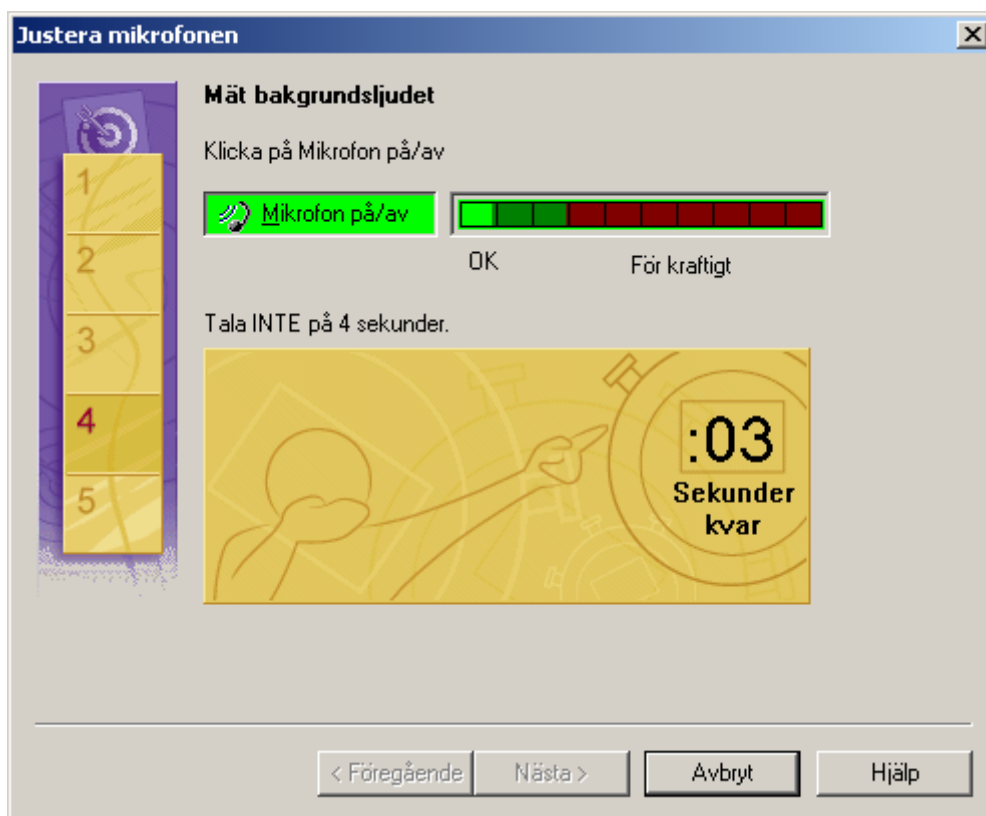 Justera mikrofonen
Mät bakgrundsljudet
Klicka på Mikrofon på/av
Mikrofon på/av
OK
För kraftigt
Tala INTE på 4 sekunder.
1
2
3
4
5
:03
Sekunder
kvar
< Föregående
Nästa >
Avbryt
Hjälp